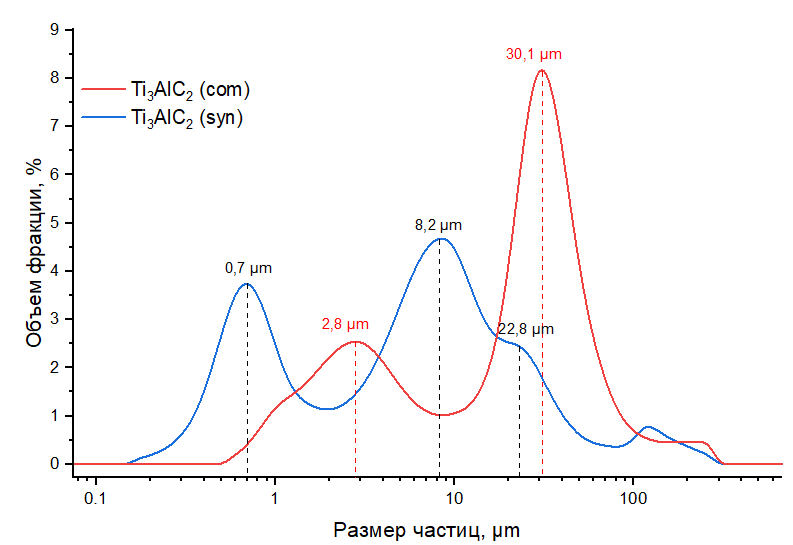 30,1 µm
Ti₃AlC₂ (com)
Ti₃AlC₂ (syn)
8,2 µm
0,7 µm
2,8 µm
22,8 µm
Объем фракции, %
9
8
7
6
5
4
3
2
1
0
0.1 1 10 100
Размер частиц, µm